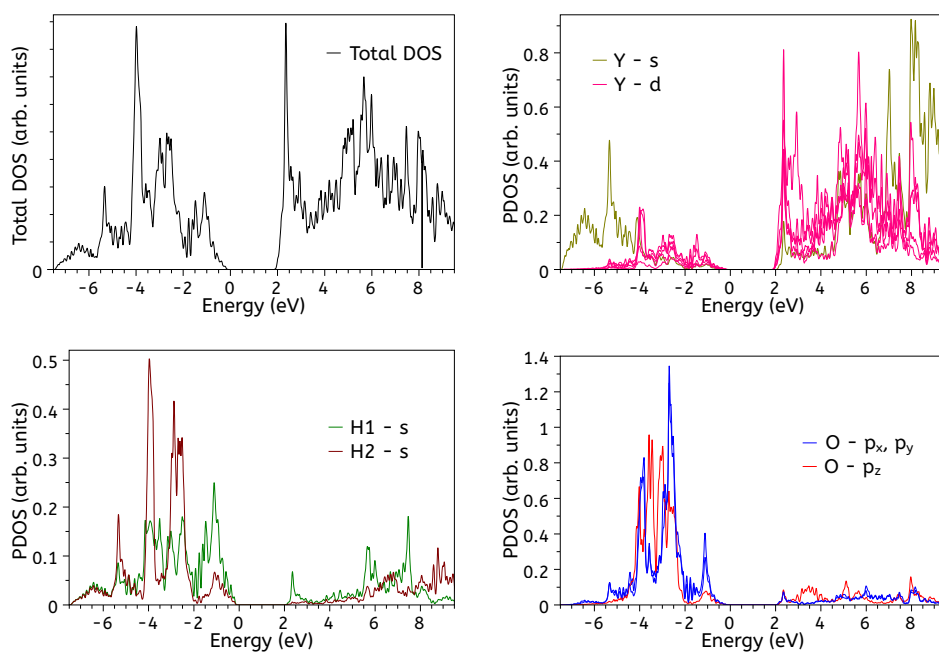 Total DOS (arb. units)
Total DOS
0
-6 -4 -2 0 2 4 6 8
Energy (eV)
PDOS (arb. units)
Y - s
Y - d
0.8
0.6
0.4
0.2
0
-6 -4 -2 0 2 4 6 8
Energy (eV)
PDOS (arb. units)
H1 - s
H2 - s
0.5
0.4
0.3
0.2
0.1
0
-6 -4 -2 0 2 4 6 8
Energy (eV)
PDOS (arb. units)
O - pₓ, pᵧ
O - p_z
1.4
1.2
1
0.8
0.6
0.4
0.2
0
-6 -4 -2 0 2 4 6 8
Energy (eV)